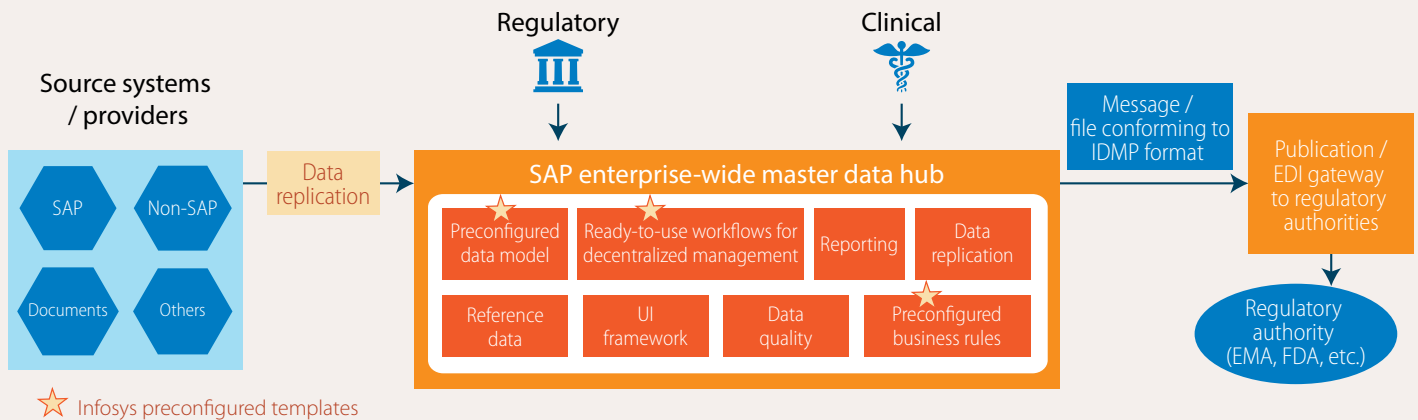 Regulatory
Clinical
Source systems
/ providers
SAP
Non-SAP
Documents
Others
Data
replication
SAP enterprise-wide master data hub
Preconfigured
data model
Ready-to-use workflows for
decentralized management
Reporting
Data
replication
Reference
data
UI
framework
Data
quality
Preconfigured
business rules
Message /
file conforming to
IDMP format
Publication /
EDI gateway
to regulatory
authorities
Regulatory
authority
(EMA, FDA, etc.)
Infosys preconfigured templates